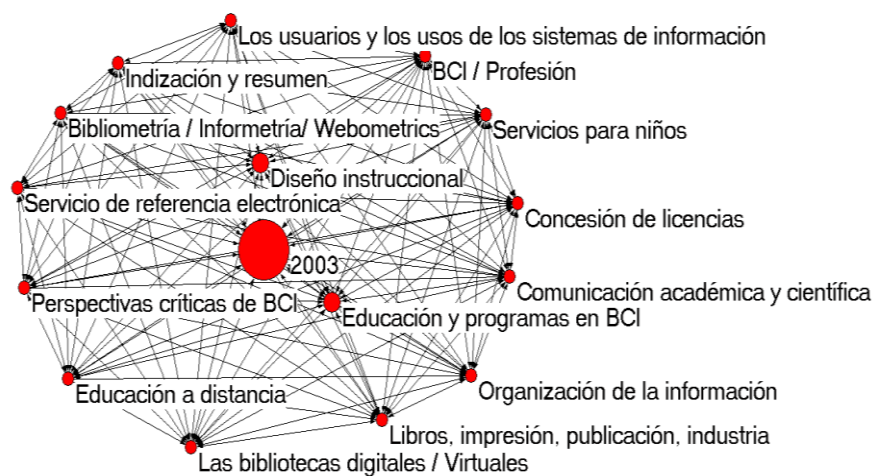 Los usuarios y los usos de los sistemas de información
Indización y resumen
BCI / Profesión
Bibliometría / Informetría/ Webometrics
Servicios para niños
Diseño instruccional
Servicio de referencia electrónica
Concesión de licencias
2003
Perspectivas críticas de BCI
Comunicación académica y científica
Educación y programas en BCI
Educación a distancia
Organización de la información
Libros, impresión, publicación, industria
Las bibliotecas digitales / Virtuales